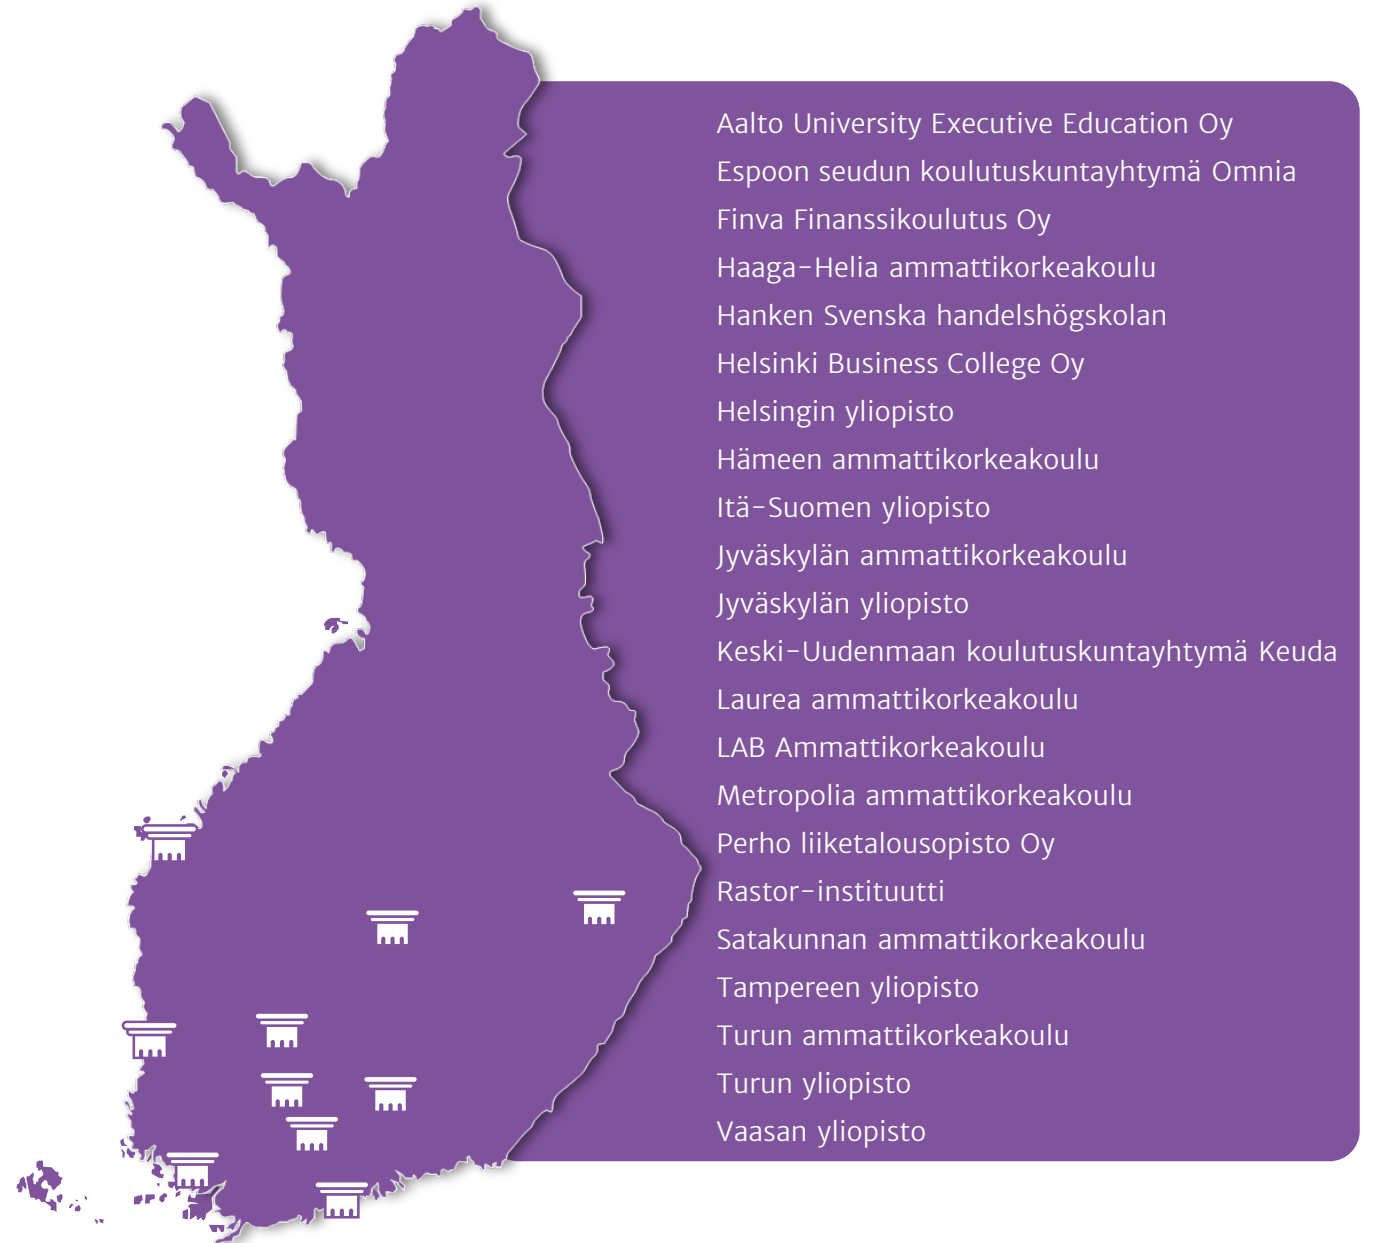 Aalto University Executive Education Oy
Espoon seudun koulutuskuntayhtymä Omnia
Finva Finanssikoulutus Oy
Haaga-Helia ammattikorkeakoulu
Hanken Svenska handelshögskolan
Helsinki Business College Oy
Helsingin yliopisto
Hämeen ammattikorkeakoulu
Itä-Suomen yliopisto
Jyväskylän ammattikorkeakoulu
Jyväskylän yliopisto
Keski-Uudenmaan koulutuskuntayhtymä Keuda
Laurea ammattikorkeakoulu
LAB Ammattikorkeakoulu
Metropolia ammattikorkeakoulu
Perho liiketalousopisto Oy
Rastor-instituutti
Satakunnan ammattikorkeakoulu
Tampereen yliopisto
Turun ammattikorkeakoulu
Turun yliopisto
Vaasan yliopisto